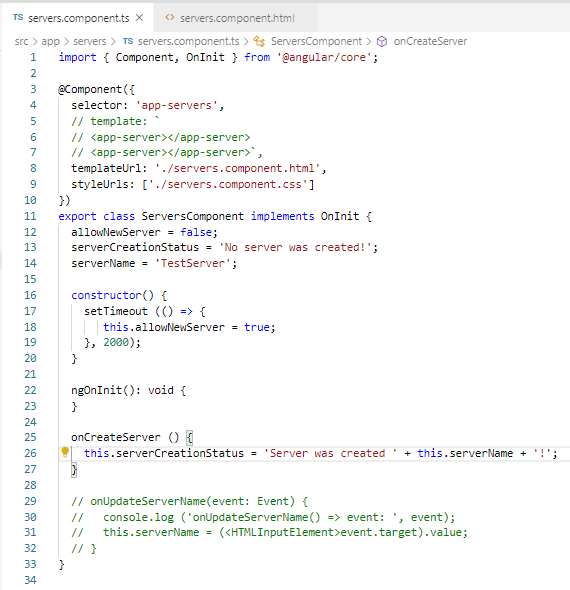 TS servers.component.ts × <> servers.component.html
src > app > servers > TS servers.component.ts > ServersComponent > onCreateServer
1 import { Component, OnInit } from '@angular/core';
2
3 @Component({
4   selector: 'app-servers',
5   // template: `
6   // <app-server></app-server>
7   // <app-server></app-server>`,
8   templateUrl: './servers.component.html',
9   styleUrls: ['./servers.component.css']
10 })
11 export class ServersComponent implements OnInit {
12   allowNewServer = false;
13   serverCreationStatus = 'No server was created!';
14   serverName = 'TestServer';
15
16   constructor() {
17     setTimeout (() => {
18       this.allowNewServer = true;
19     }, 2000);
20   }
21
22   ngOnInit(): void {
23   }
24
25   onCreateServer () {
26     this.serverCreationStatus = 'Server was created ' + this.serverName + '!';
27   }
28
29   // onUpdateServerName(event: Event) {
30   //   console.log ('onUpdateServerName() => event: ', event);
31   //   this.serverName = (<HTMLInputElement>event.target).value;
32   // }
33 }
34